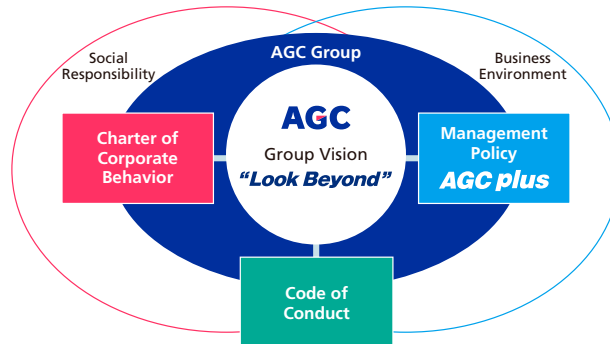 AGC Group
Social
Responsibility
Business
Environment
AGC
Group Vision
“Look Beyond”
Charter of
Corporate
Behavior
Management
Policy
AGC plus
Code of
Conduct